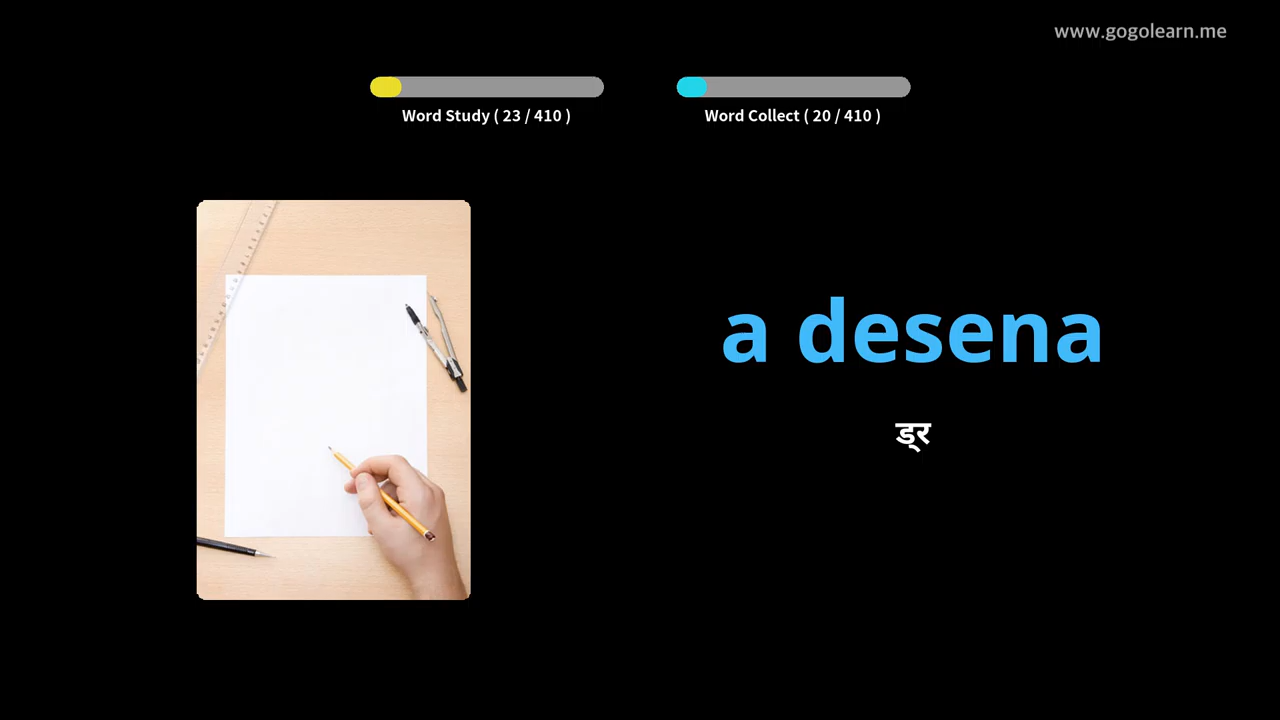 www.gogolearn.me
Word Study ( 23 / 410 )
Word Collect ( 20 / 410 )
a desena
ड्र